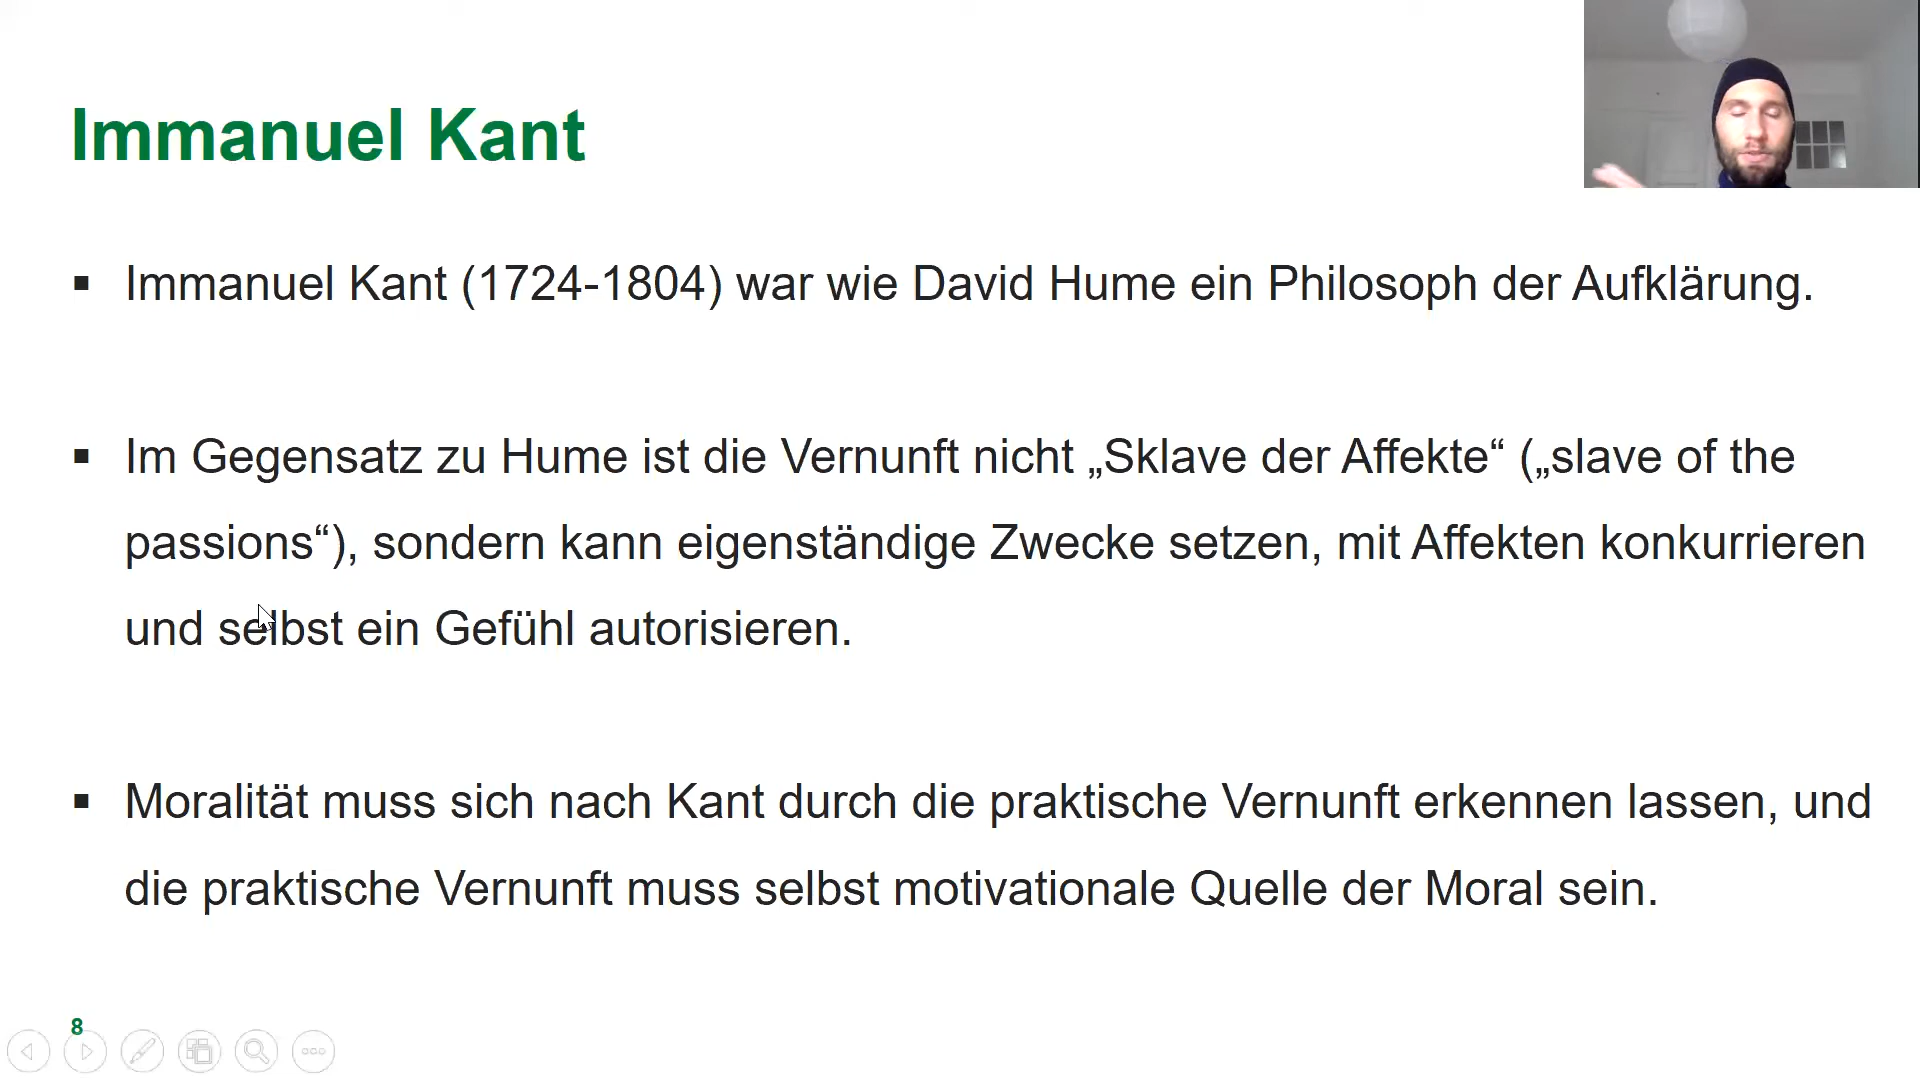 Immanuel Kant
▪ Immanuel Kant (1724-1804) war wie David Hume ein Philosoph der Aufklärung.
▪ Im Gegensatz zu Hume ist die Vernunft nicht „Sklave der Affekte“ („slave of the
passions“), sondern kann eigenständige Zwecke setzen, mit Affekten konkurrieren
und selbst ein Gefühl autorisieren.
▪ Moralität muss sich nach Kant durch die praktische Vernunft erkennen lassen, und
die praktische Vernunft muss selbst motivationale Quelle der Moral sein.
8